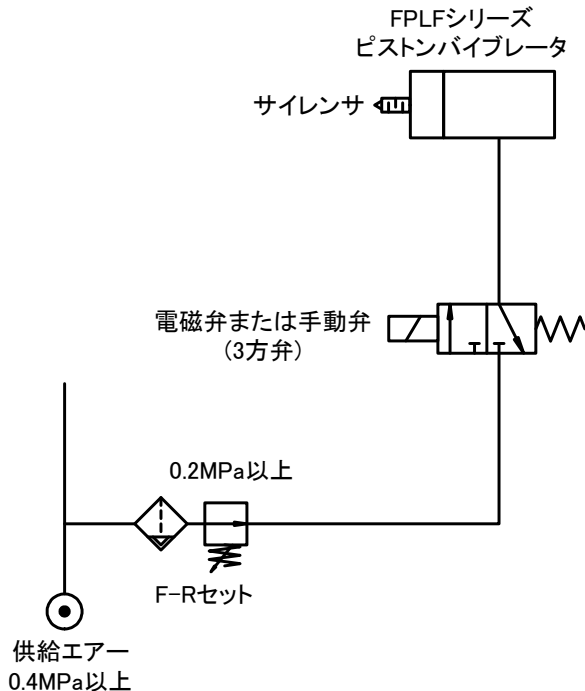 FPLFシリーズ
ピストンバイブレータ
サイレンサ
電磁弁または手動弁
（3方弁）
0.2MPa以上
F-Rセット
供給エアー
0.4MPa以上